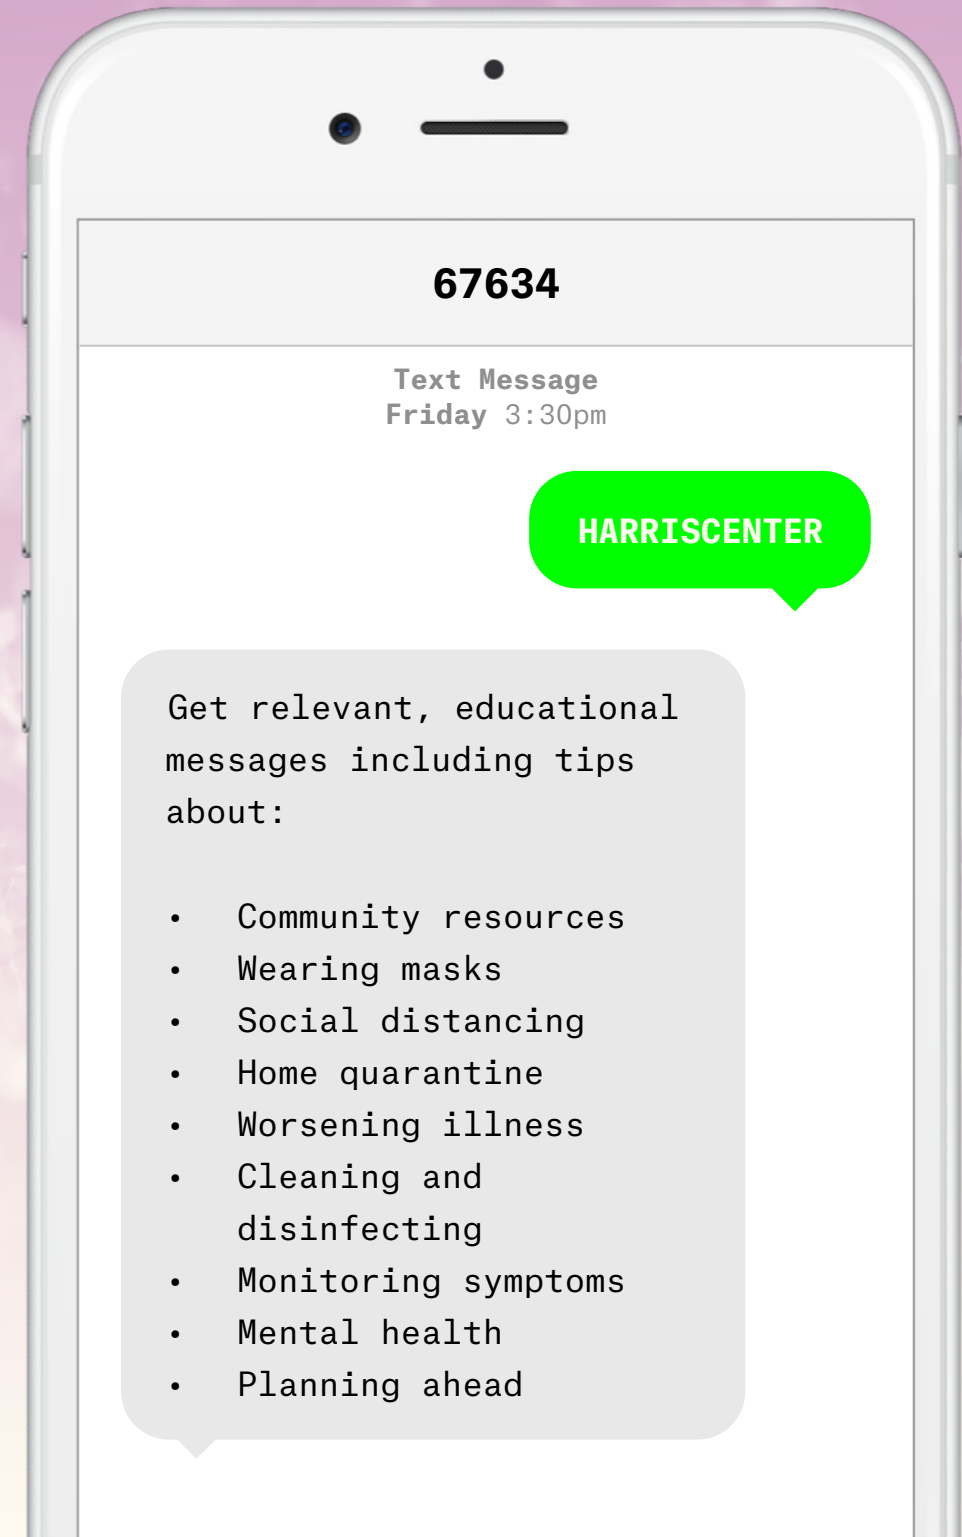 67634
Text Message
Friday 3:30pm
HARRISCENTER
Get relevant, educational
messages including tips
about:
• Community resources
• Wearing masks
• Social distancing
• Home quarantine
• Worsening illness
• Cleaning and
disinfecting
• Monitoring symptoms
• Mental health
• Planning ahead